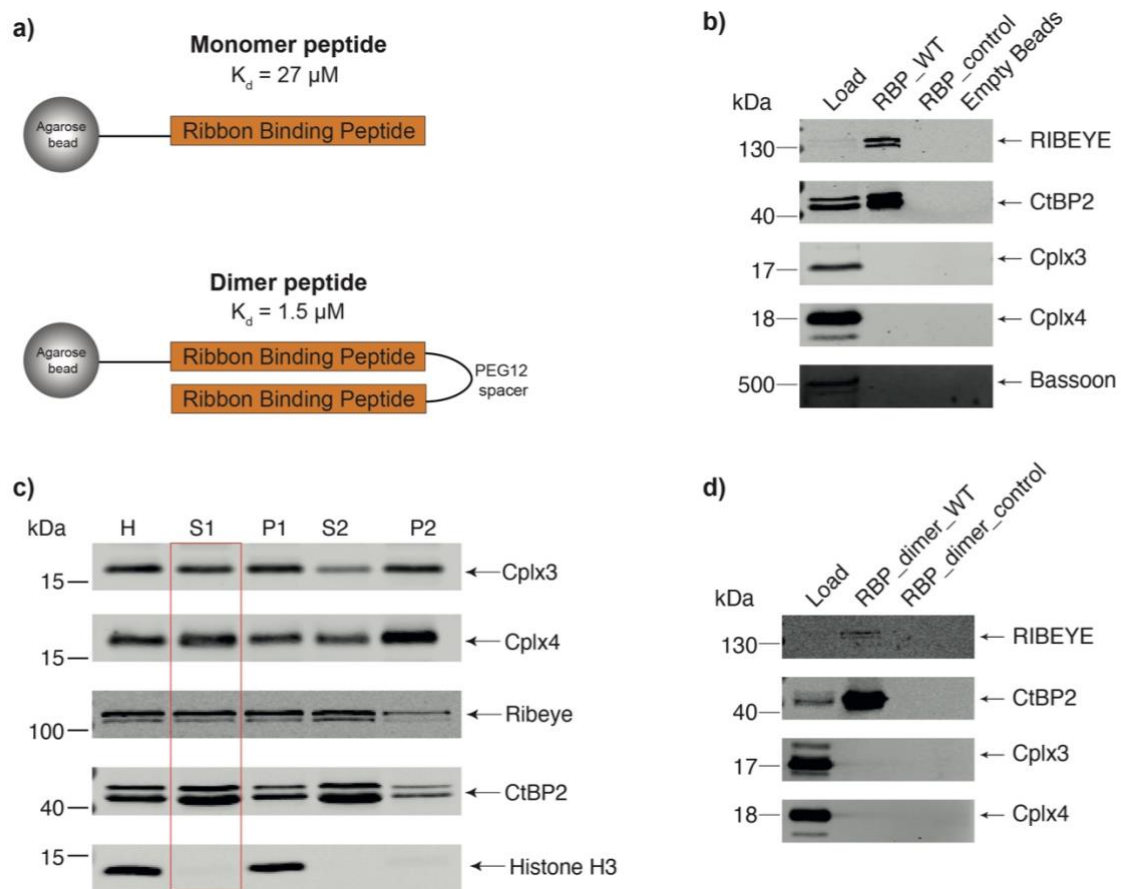 a)
Monomer peptide
Kd = 27 µM
Agarose
bead
Ribbon Binding Peptide
Dimer peptide
Kd = 1.5 µM
Agarose
bead
Ribbon Binding Peptide
Ribbon Binding Peptide
PEG12
spacer
b)
kDa
Load
RBP_WT
RBP_control
Empty Beads
130
RIBEYE
40
CtBP2
17
Cplx3
18
Cplx4
500
Bassoon
c)
kDa H S1 P1 S2 P2
15
Cplx3
15
Cplx4
100
Ribeye
40
CtBP2
15
Histone H3
d)
kDa
Load
RBP_dimer_WT
RBP_dimer_control
130
RIBEYE
40
CtBP2
17
Cplx3
18
Cplx4